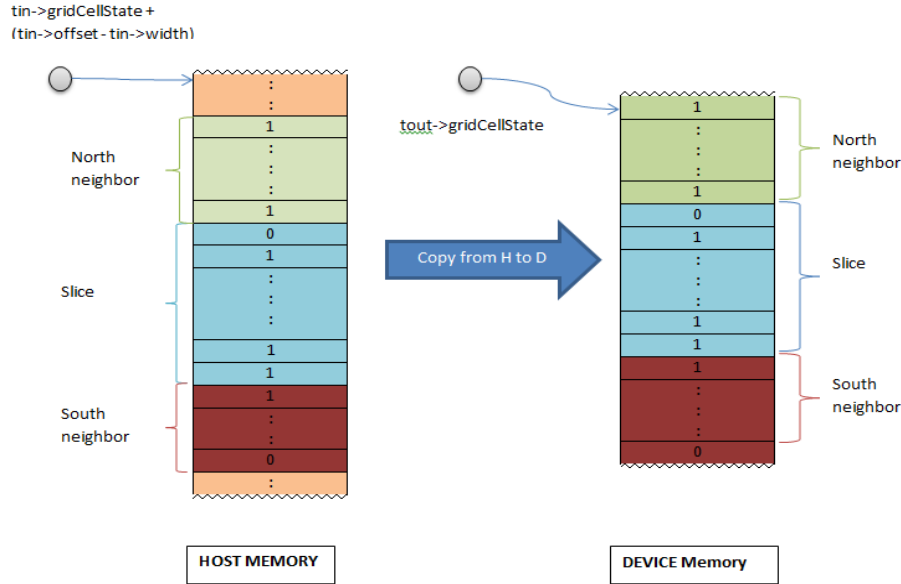 tin->gridCellState +
(tin->offset - tin->width)
:
:
1
:
:
:
1
0
1
:
:
:
1
1
1
:
:
0
:
North
neighbor
Slice
South
neighbor
HOST MEMORY
Copy from H to D
tout->gridCellState
1
:
:
:
1
0
1
:
:
:
1
1
1
:
:
:
0
North
neighbor
Slice
South
neighbor
DEVICE Memory